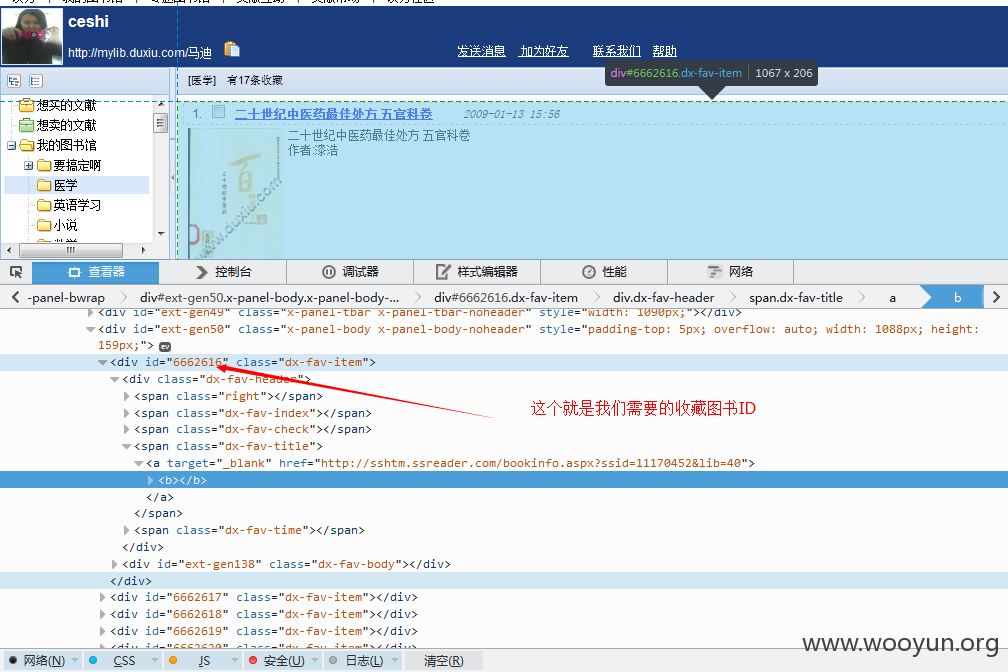 ceshi
http://mylib.duxiu.com/马迪
发送消息 加为好友 联系我们 帮助
div#6662616.dx-fav-item 1067 x 206
[医学] 有17条收藏
想买的文献
想卖的文献
我的图书馆
要搞定啊
医学
英语学习
小说
1. 二十世纪中医药最佳处方 五官科卷 2009-01-13 15:56
二十世纪中医药最佳处方 五官科卷
作者:漆浩
www.duxiu.com
查看器 控制台 调试器 样式编辑器 性能 网络
-panel-bwrap div#ext-gen50.x-panel-body.x-panel-body-... div#6662616.dx-fav-item div.dx-fav-header span.dx-fav-title a b
<div id="ext-gen49" class="x-panel-tbar x-panel-tbar-noheader" style="width: 1090px;"></div>
<div id="ext-gen50" class="x-panel-body x-panel-body-noheader" style="padding-top: 5px; overflow: auto; width: 1088px; height:
159px;"> ev
<div id="6662616" class="dx-fav-item">
<div class="dx-fav-header">
<span class="right"></span>
<span class="dx-fav-index"></span>
<span class="dx-fav-check"></span>
<span class="dx-fav-title">
<a target="_blank" href="http://sshtm.ssreader.com/bookinfo.aspx?ssid=11170452&lib=40">
<b></b>
</a>
</span>
<span class="dx-fav-time"></span>
</div>
<div id="ext-gen138" class="dx-fav-body"></div>
</div>
<div id="6662617" class="dx-fav-item"></div>
<div id="6662618" class="dx-fav-item"></div>
<div id="6662619" class="dx-fav-item"></div>
<div id="6662620" class="dx-fav-item"></div>
这个就是我们需要的收藏图书ID
www.wooyun.org
网络(N) CSS JS 安全(U) 日志(L) 清空(R)